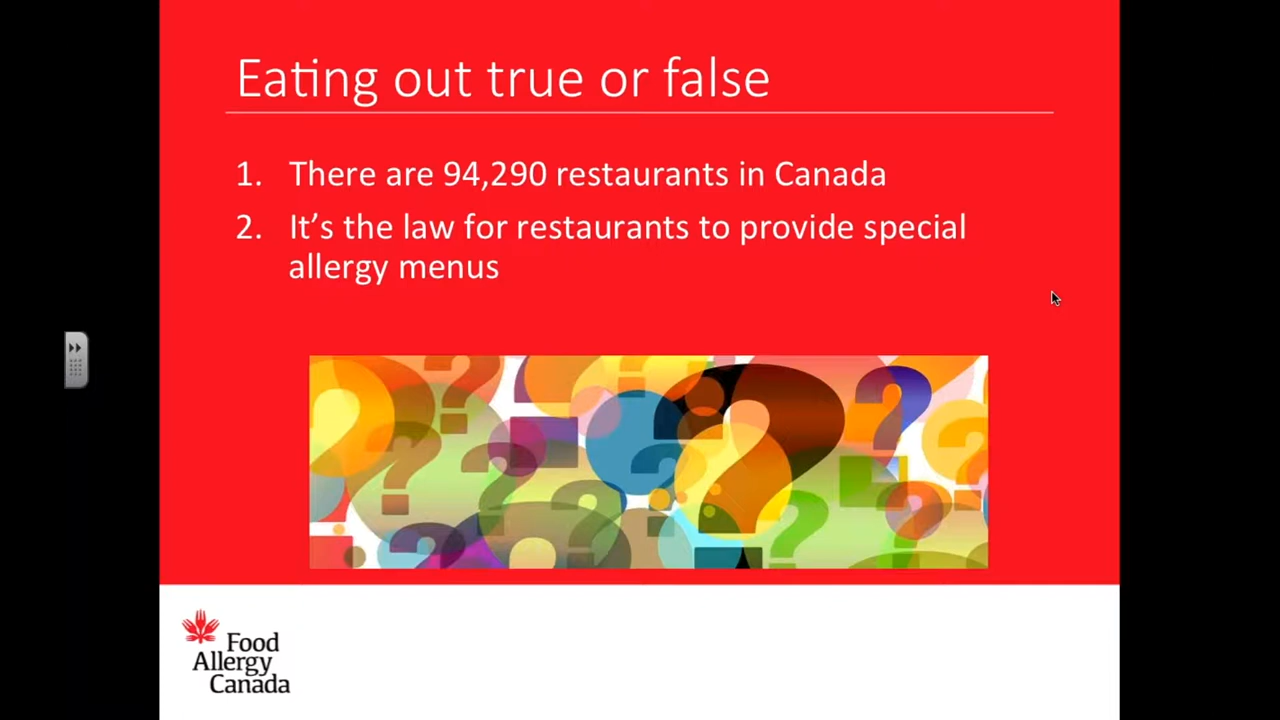 Eating out true or false
1. There are 94,290 restaurants in Canada
2. It's the law for restaurants to provide special
allergy menus
Food
Allergy
Canada